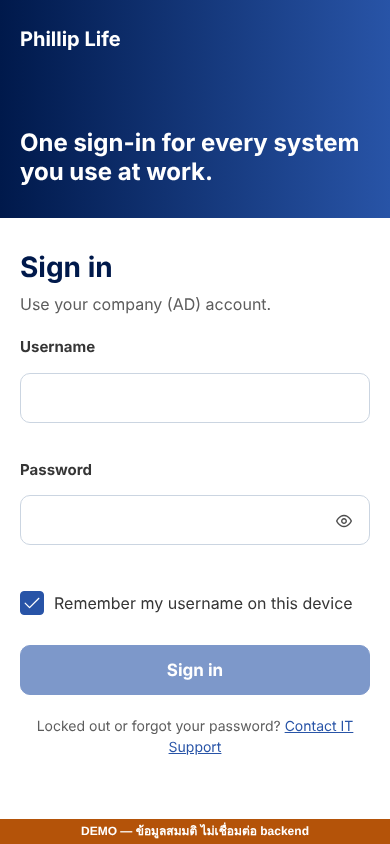 Phillip Life
One sign-in for every system
you use at work.
Sign in
Use your company (AD) account.
Username
Password
Remember my username on this device
Sign in
Locked out or forgot your password? Contact IT
Support
DEMO — ข้อมูลสมมติ ไม่เชื่อมต่อ backend